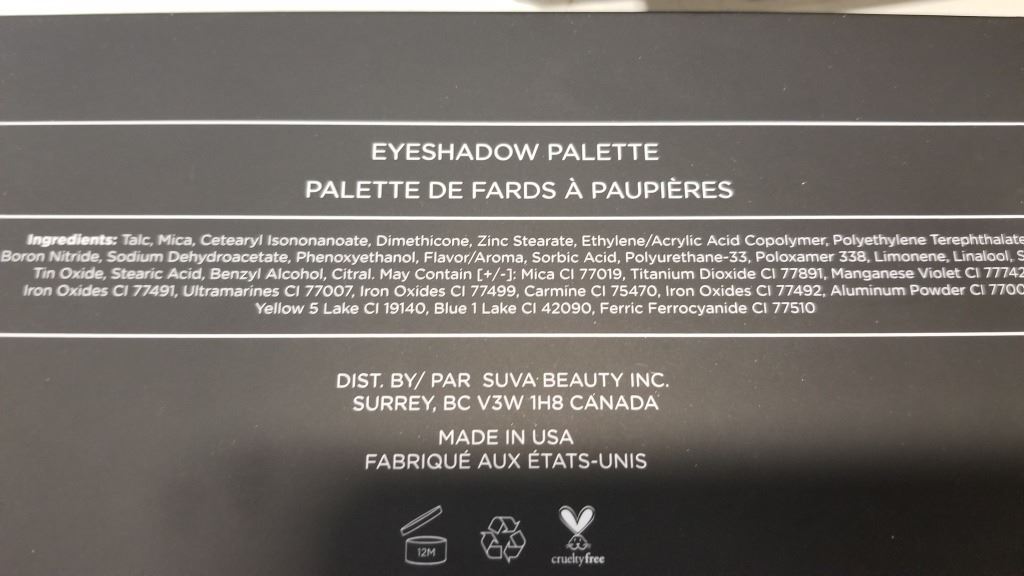 EYESHADOW PALETTE
PALETTE DE FARDS À PAUPIÈRES
Ingredients: Talc, Mica, Cetearyl Isononanoate, Dimethicone, Zinc Stearate, Ethylene/Acrylic Acid Copolymer, Polyethylene Terephthalate
Boron Nitride, Sodium Dehydroacetate, Phenoxyethanol, Flavor/Aroma, Sorbic Acid, Polyurethane-33, Poloxamer 338, Limonene, Linalool,
Tin Oxide, Stearic Acid, Benzyl Alcohol, Citral. May Contain [+/-]: Mica CI 77019, Titanium Dioxide CI 77891, Manganese Violet CI 77742
Iron Oxides CI 77491, Ultramarines CI 77007, Iron Oxides CI 77499, Carmine CI 75470, Iron Oxides CI 77492, Aluminum Powder CI
Yellow 5 Lake CI 19140, Blue 1 Lake CI 42090, Ferric Ferrocyanide CI 77510
DIST. BY/ PAR SUVA BEAUTY INC.
SURREY, BC V3W 1H8 CANADA
MADE IN USA
FABRIQUÉ AUX ÉTATS-UNIS
12M
crueltyfree